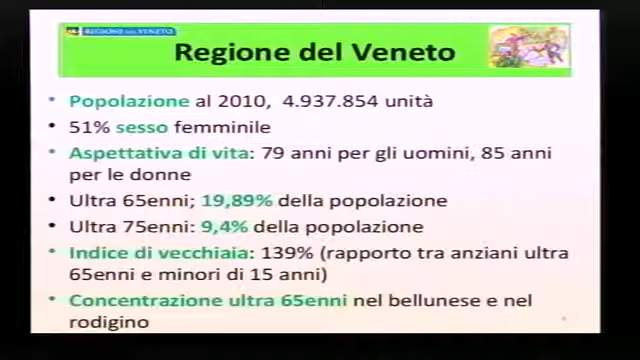 REGIONE DEL VENETO
Regione del Veneto
• Popolazione al 2010, 4.937.854 unità
• 51% sesso femminile
• Aspettativa di vita: 79 anni per gli uomini, 85 anni
per le donne
• Ultra 65enni; 19,89% della popolazione
• Ultra 75enni: 9,4% della popolazione
• Indice di vecchiaia: 139% (rapporto tra anziani ultra
65enni e minori di 15 anni)
• Concentrazione ultra 65enni nel bellunese e nel
rodigino